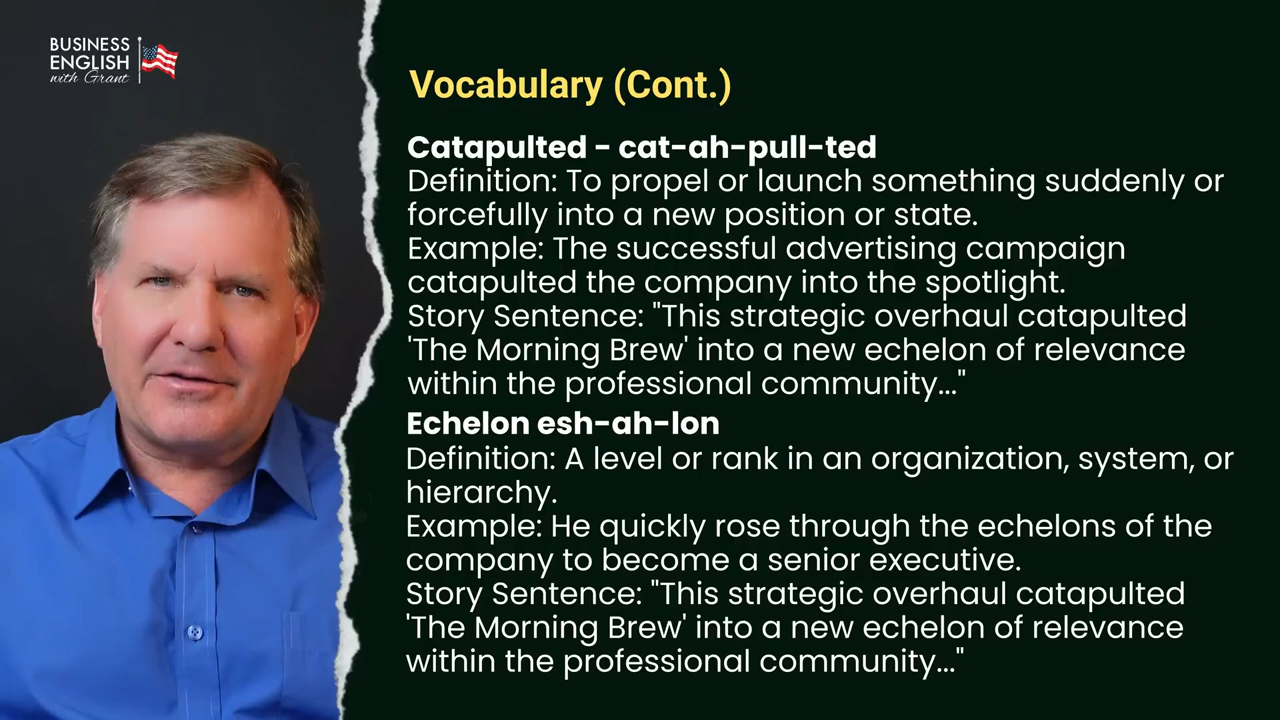 BUSINESS
ENGLISH
with Grant
Vocabulary (Cont.)
Catapulted - cat-ah-pull-ted
Definition: To propel or launch something suddenly or
forcefully into a new position or state.
Example: The successful advertising campaign
catapulted the company into the spotlight.
Story Sentence: "This strategic overhaul catapulted
'The Morning Brew' into a new echelon of relevance
within the professional community..."
Echelon esh-ah-lon
Definition: A level or rank in an organization, system, or
hierarchy.
Example: He quickly rose through the echelons of the
company to become a senior executive.
Story Sentence: "This strategic overhaul catapulted
'The Morning Brew' into a new echelon of relevance
within the professional community..."